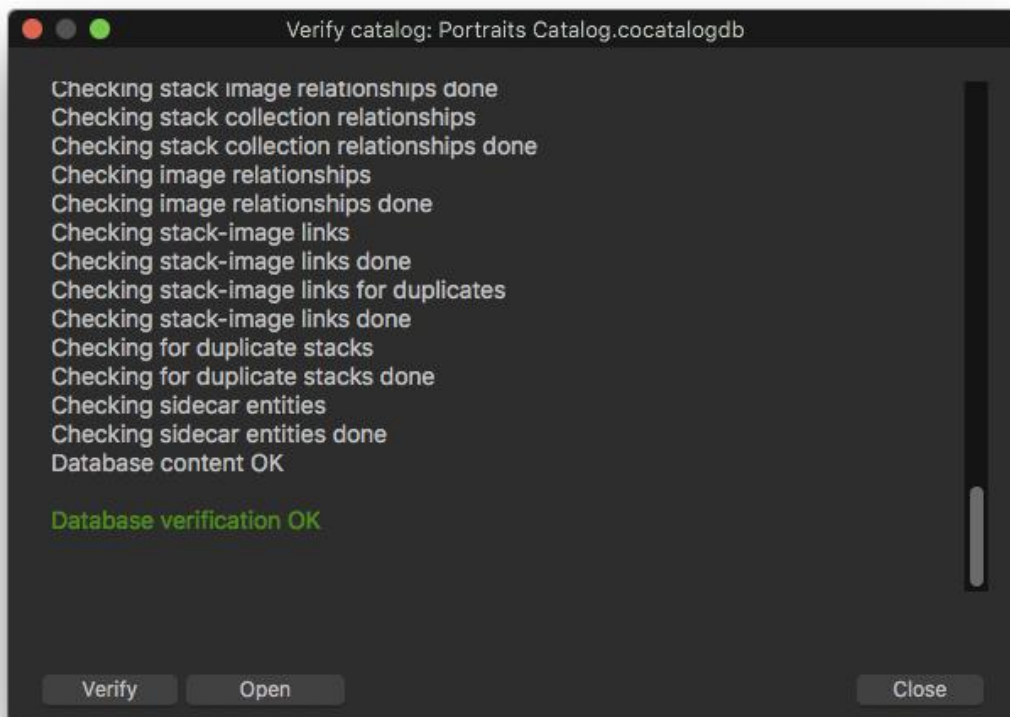 Verify catalog: Portraits Catalog.cocatalogdb
Checking stack image relationships done
Checking stack collection relationships
Checking stack collection relationships done
Checking image relationships
Checking image relationships done
Checking stack-image links
Checking stack-image links done
Checking stack-image links for duplicates
Checking stack-image links done
Checking for duplicate stacks
Checking for duplicate stacks done
Checking sidecar entities
Checking sidecar entities done
Database content OK
Database verification OK
Verify Open Close